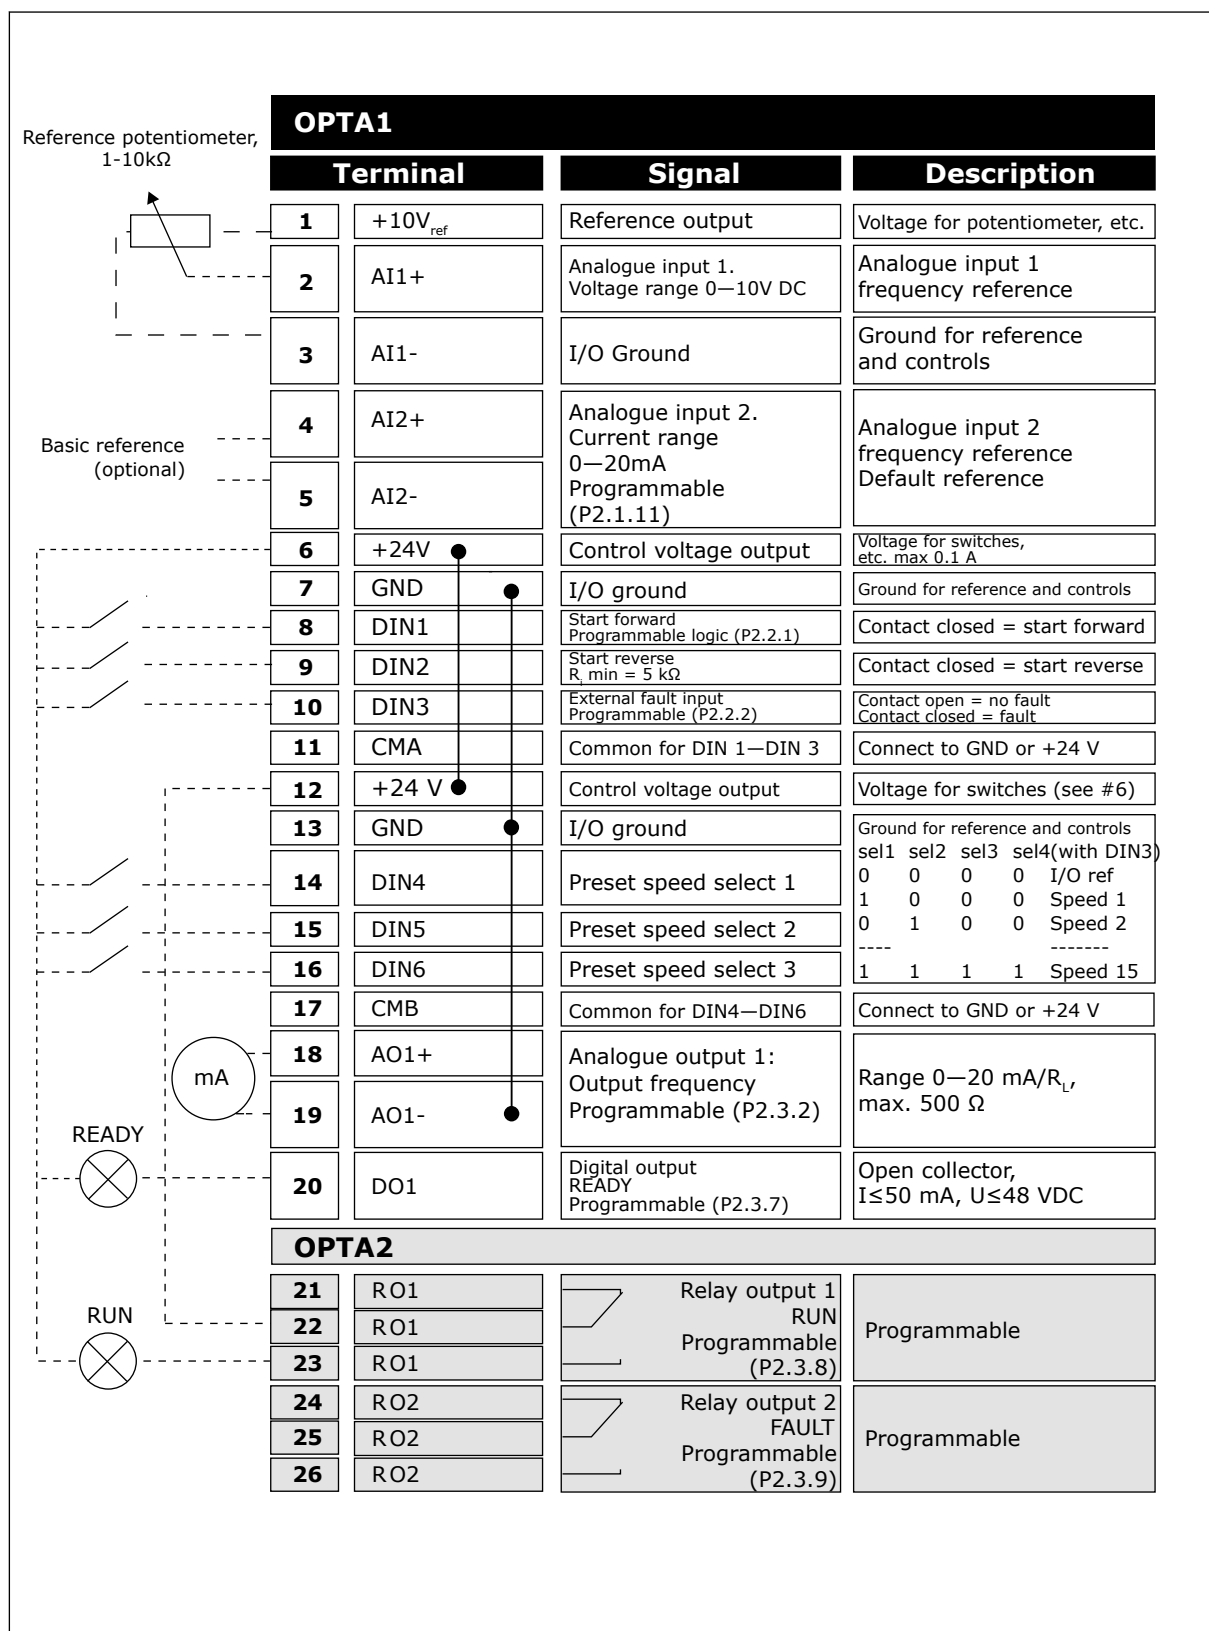 OPTA1
Reference potentiometer,
1-10kΩ
Terminal Signal Description
1 +10Vref Reference output Voltage for potentiometer, etc.
2 AI1+ Analogue input 1.
Voltage range 0—10V DC
Analogue input 1
frequency reference
3 AI1- I/O Ground Ground for reference
and controls
Basic reference
(optional)
4 AI2+
5 AI2-
Analogue input 2.
Current range
0—20mA
Programmable
(P2.1.11)
Analogue input 2
frequency reference
Default reference
6 +24V Control voltage output Voltage for switches,
etc. max 0.1 A
7 GND I/O ground Ground for reference and controls
8 DIN1 Start forward
Programmable logic (P2.2.1)
Contact closed = start forward
9 DIN2 Start reverse
Ri min = 5 kΩ
Contact closed = start reverse
10 DIN3 External fault input
Programmable (P2.2.2)
Contact open = no fault
Contact closed = fault
11 CMA Common for DIN 1—DIN 3 Connect to GND or +24 V
12 +24 V Control voltage output Voltage for switches (see #6)
13 GND I/O ground Ground for reference and controls
sel1 sel2 sel3 sel4(with DIN3)
0 0 0 0 I/O ref
1 0 0 0 Speed 1
0 1 0 0 Speed 2
---- -------
1 1 1 1 Speed 15
14 DIN4 Preset speed select 1
15 DIN5 Preset speed select 2
16 DIN6 Preset speed select 3
17 CMB Common for DIN4—DIN6 Connect to GND or +24 V
mA
18 AO1+
19 AO1-
Analogue output 1:
Output frequency
Programmable (P2.3.2)
Range 0—20 mA/RL,
max. 500 Ω
READY
20 DO1 Digital output
READY
Programmable (P2.3.7)
Open collector,
I≤50 mA, U≤48 VDC
OPTA2
RUN
21 RO1
22 RO1
23 RO1
Relay output 1
RUN
Programmable
(P2.3.8)
Programmable
24 RO2
25 RO2
26 RO2
Relay output 2
FAULT
Programmable
(P2.3.9)
Programmable